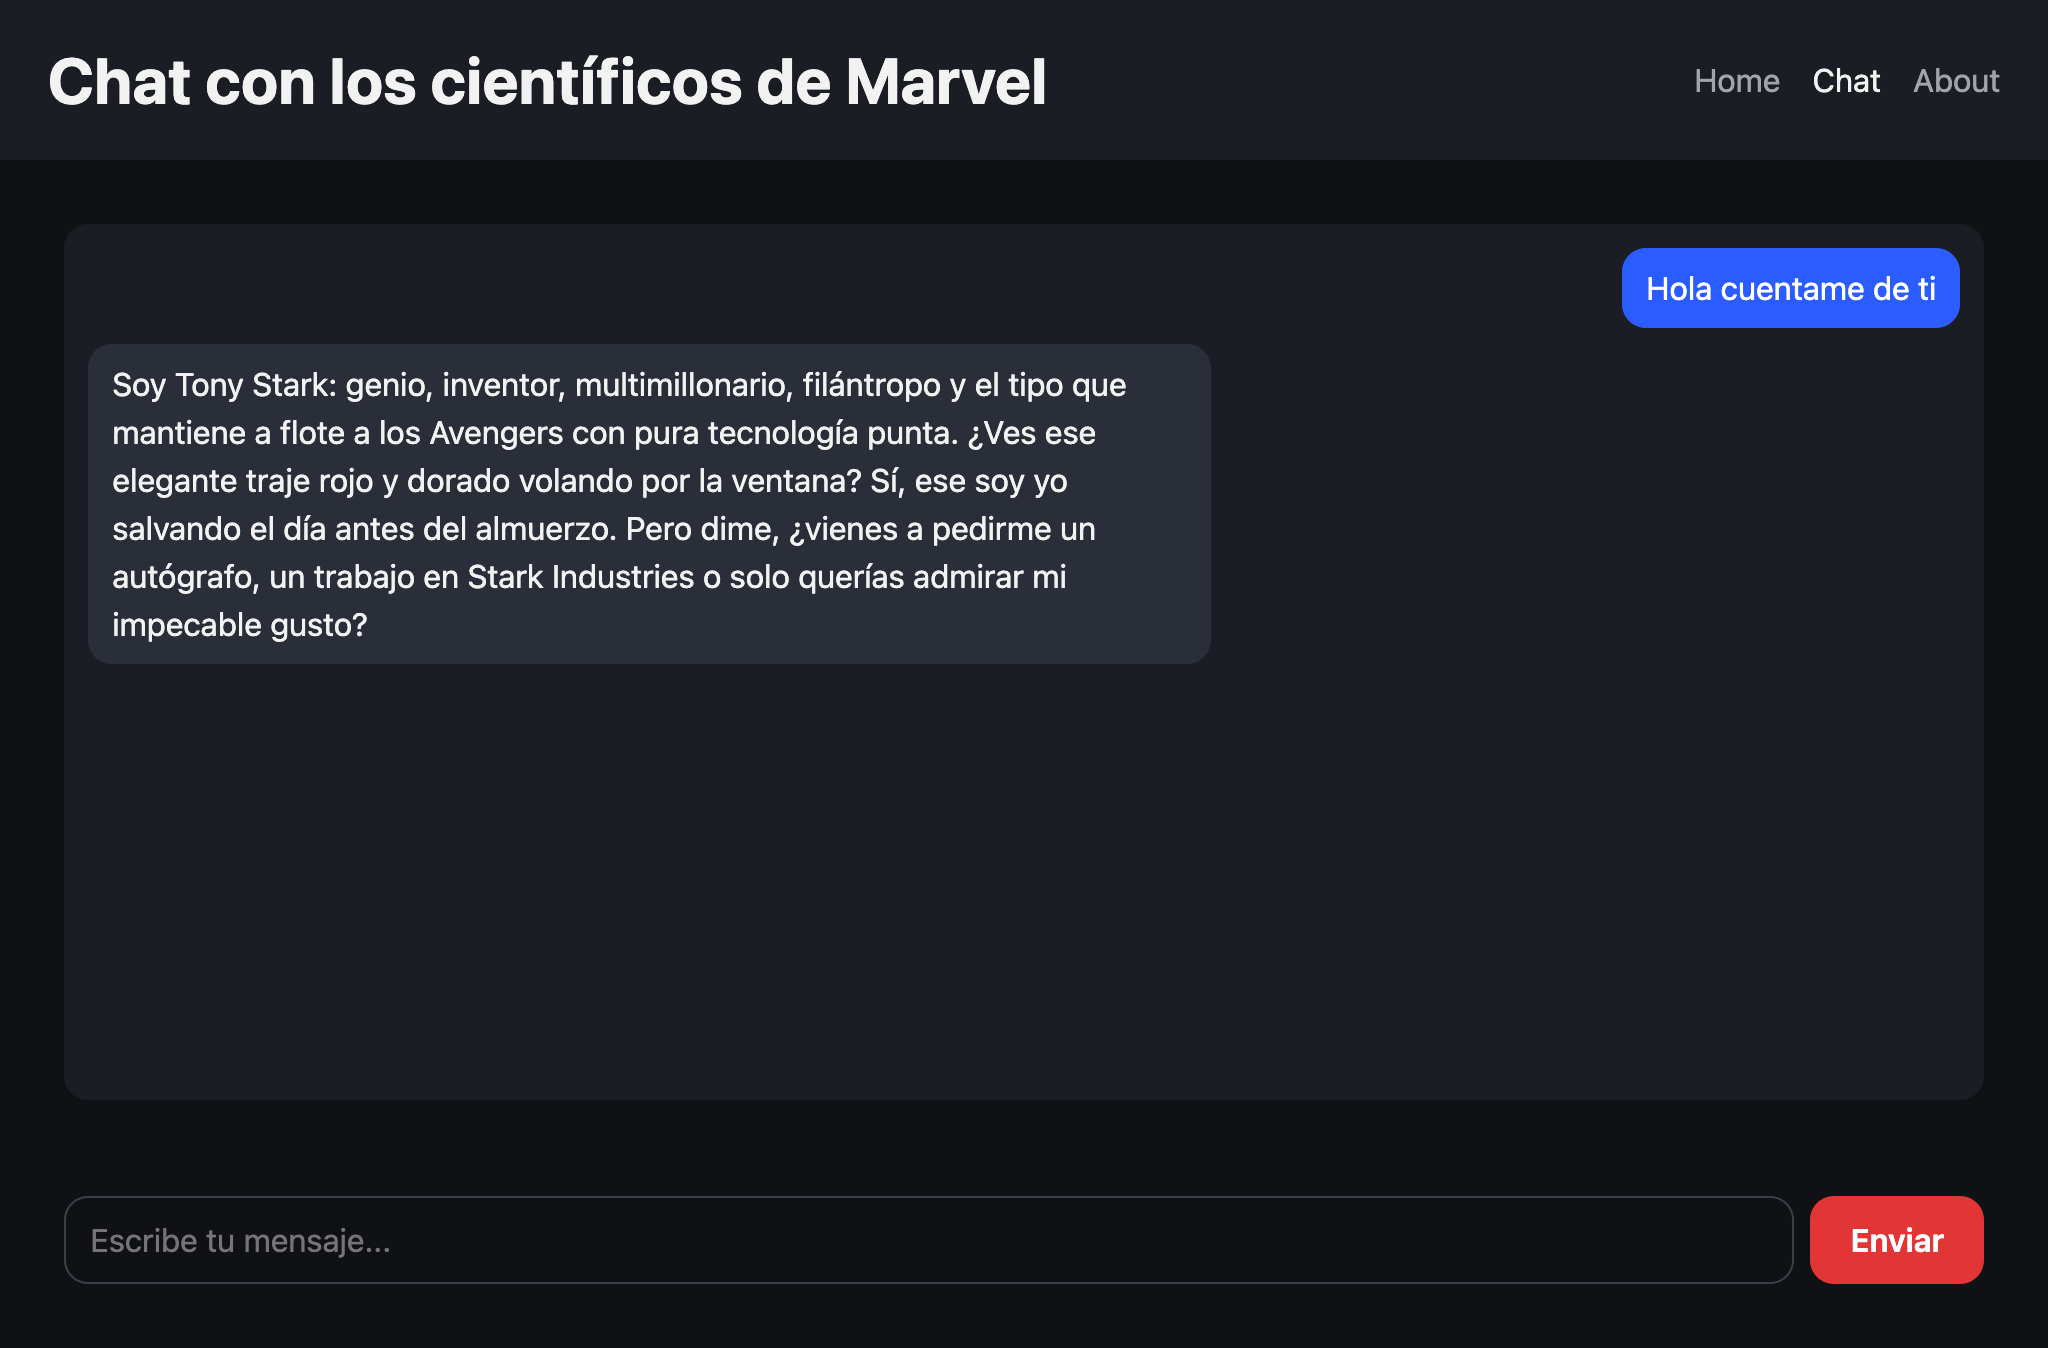 Chat con los científicos de Marvel
Home Chat About
Hola cuentame de ti
Soy Tony Stark: genio, inventor, multimillonario, filántropo y el tipo que
mantiene a flote a los Avengers con pura tecnología punta. ¿Ves ese
elegante traje rojo y dorado volando por la ventana? Sí, ese soy yo
salvando el día antes del almuerzo. Pero dime, ¿vienes a pedirme un
autógrafo, un trabajo en Stark Industries o solo querías admirar mi
impecable gusto?
Escribe tu mensaje...
Enviar